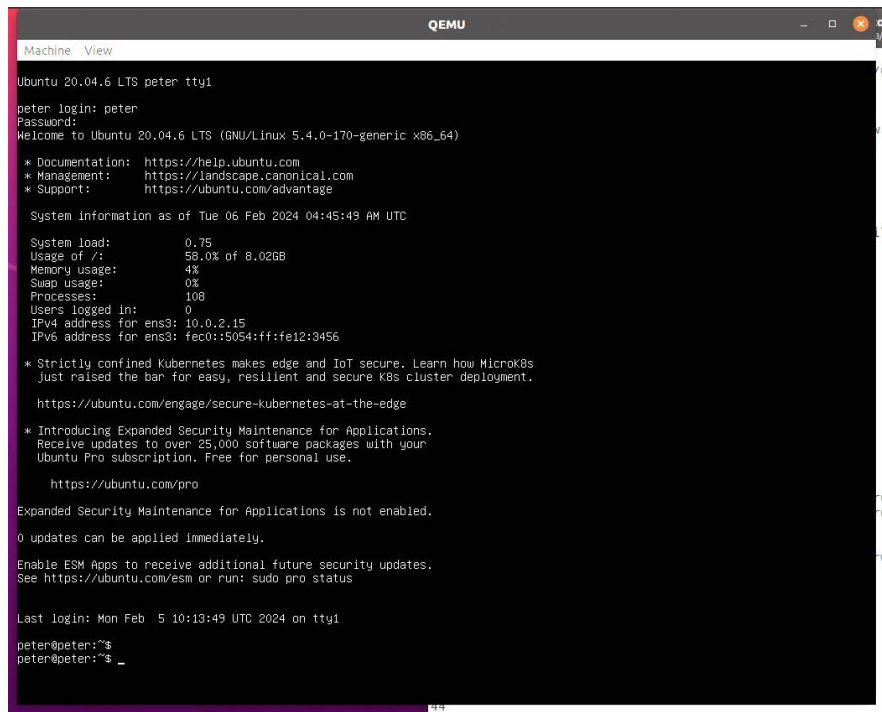 QEMU
Machine View
Ubuntu 20.04.6 LTS peter tty1
peter login: peter
Password:
Welcome to Ubuntu 20.04.6 LTS (GNU/Linux 5.4.0-170-generic x86_64)
* Documentation: https://help.ubuntu.com
* Management: https://landscape.canonical.com
* Support: https://ubuntu.com/advantage
System information as of Tue 06 Feb 2024 04:45:49 AM UTC
System load: 0.75
Usage of /: 58.0% of 8.02GB
Memory usage: 4%
Swap usage: 0%
Processes: 108
Users logged in: 0
IPv4 address for ens3: 10.0.2.15
IPv6 address for ens3: fec0::5054:ff:fe12:3456
* Strictly confined Kubernetes makes edge and IoT secure. Learn how MicroK8s
just raised the bar for easy, resilient and secure K8s cluster deployment.
https://ubuntu.com/engage/secure-kubernetes-at-the-edge
* Introducing Expanded Security Maintenance for Applications.
Receive updates to over 25,000 software packages with your
Ubuntu Pro subscription. Free for personal use.
https://ubuntu.com/pro
Expanded Security Maintenance for Applications is not enabled.
0 updates can be applied immediately.
Enable ESM Apps to receive additional future security updates.
See https://ubuntu.com/esm or run: sudo pro status
Last login: Mon Feb  5 10:13:49 UTC 2024 on tty1
peter@peter:~$
peter@peter:~$ _
44